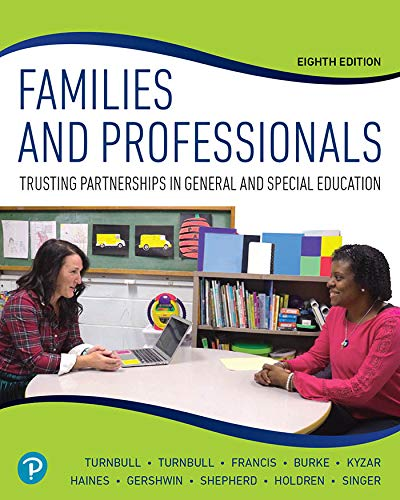 EIGHTH EDITION
FAMILIES
AND PROFESSIONALS
TRUSTING PARTNERSHIPS IN GENERAL AND SPECIAL EDUCATION
P
TURNBULL • TURNBULL • FRANCIS • BURKE • KYZAR
HAINES • GERSHWIN • SHEPHERD • HOLDREN • SINGER